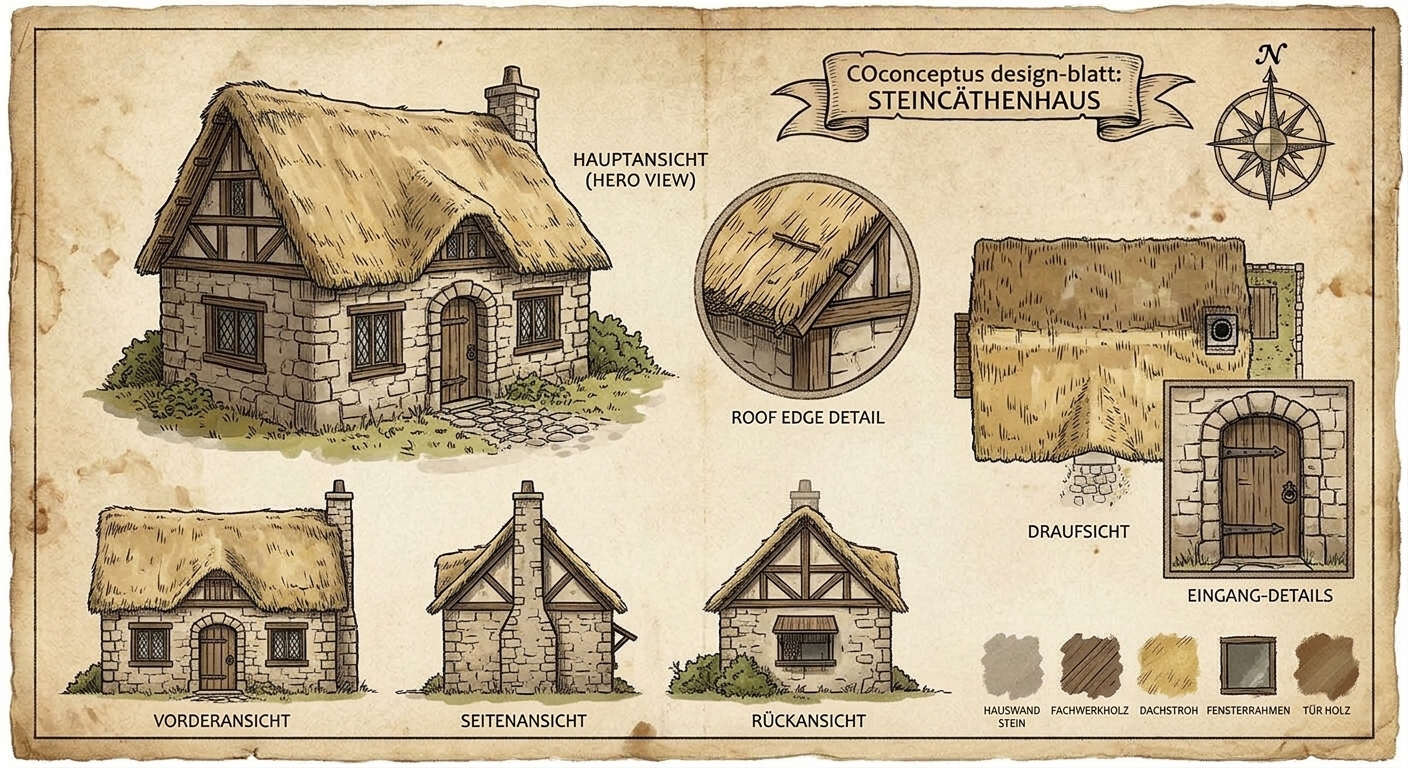 COconceptus design-blatt:
STEINCÄTHENHAUS
N
HAUPTANSICHT
(HERO VIEW)
ROOF EDGE DETAIL
DRAUFSICHT
EINGANG-DETAILS
VORDERANSICHT
SEITENANSICHT
RÜCKANSICHT
HAUSWAND
STEIN
FACHWERKHOLZ
DACHSTROH
FENSTERRAHMEN
TÜR HOLZ